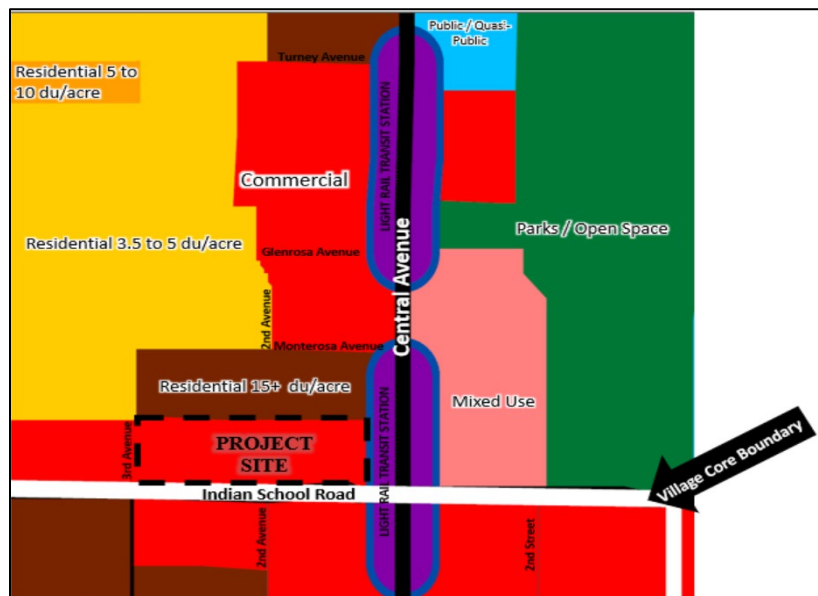 Public / Quasi-
Public
Turney Avenue
Residential 5 to
10 du/acre
LIGHT RAIL TRANSIT STATION
Commercial
Parks / Open Space
Residential 3.5 to 5 du/acre
Glenrosa Avenue
Central Avenue
2nd Avenue
Monterosa Avenue
Residential 15+ du/acre
Mixed Use
LIGHT RAIL TRANSIT STATION
3rd Avenue
PROJECT
SITE
Village Core Boundary
Indian School Road
2nd Avenue
2nd Street